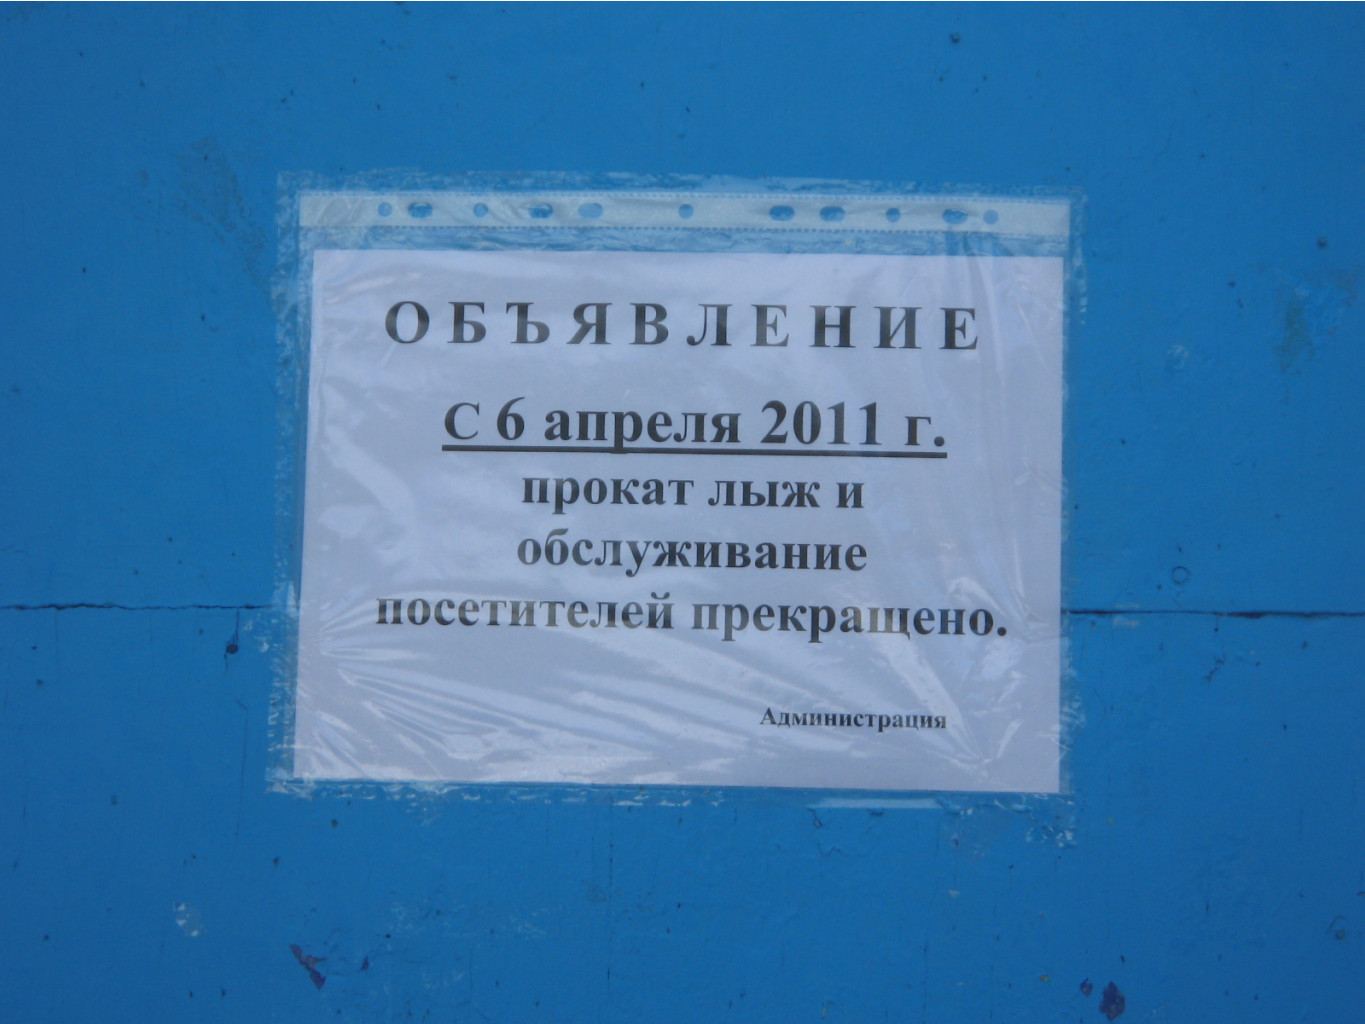 ОБЪЯВЛЕНИЕ
С 6 апреля 2011 г.
прокат лыж и
обслуживание
посетителей прекращено.
Администрация